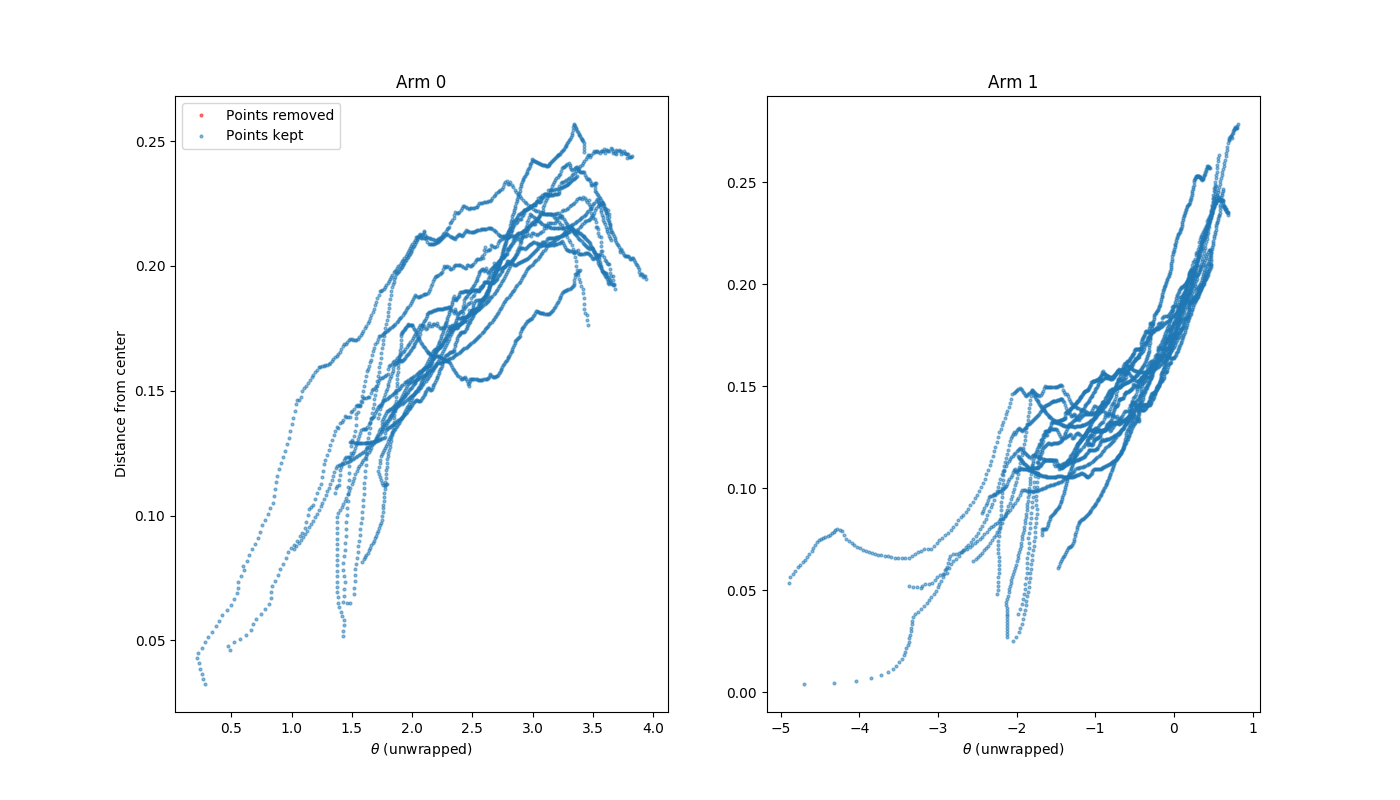 Arm 0
Points removed
Points kept
0.25
0.20
0.15
0.10
0.05
Distance from center
0.5 1.0 1.5 2.0 2.5 3.0 3.5 4.0
θ (unwrapped)
Arm 1
0.25
0.20
0.15
0.10
0.05
0.00
−5 −4 −3 −2 −1 0 1
θ (unwrapped)